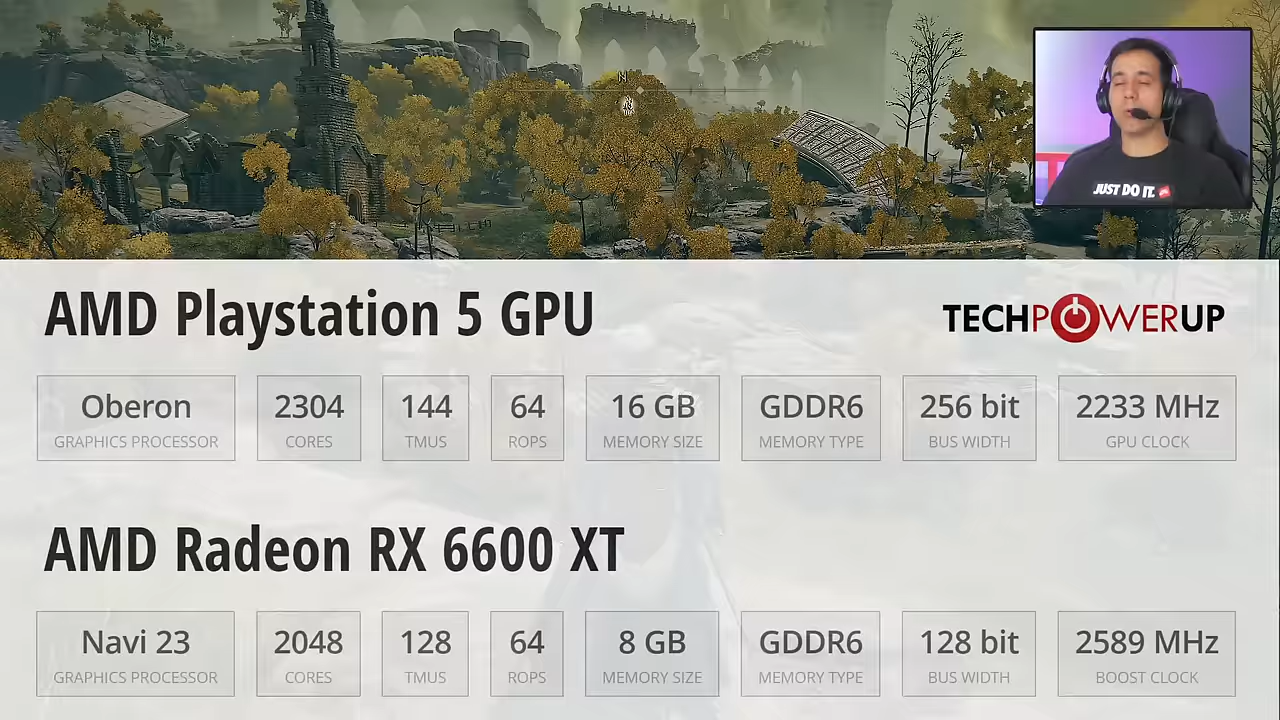 N
JUST DO IT.
AMD Playstation 5 GPU
TECHPOWERUP
Oberon 2304 144 64 16 GB GDDR6 256 bit 2233 MHz
GRAPHICS PROCESSOR CORES TMUS ROPS MEMORY SIZE MEMORY TYPE BUS WIDTH GPU CLOCK
AMD Radeon RX 6600 XT
Navi 23 2048 128 64 8 GB GDDR6 128 bit 2589 MHz
GRAPHICS PROCESSOR CORES TMUS ROPS MEMORY SIZE MEMORY TYPE BUS WIDTH BOOST CLOCK